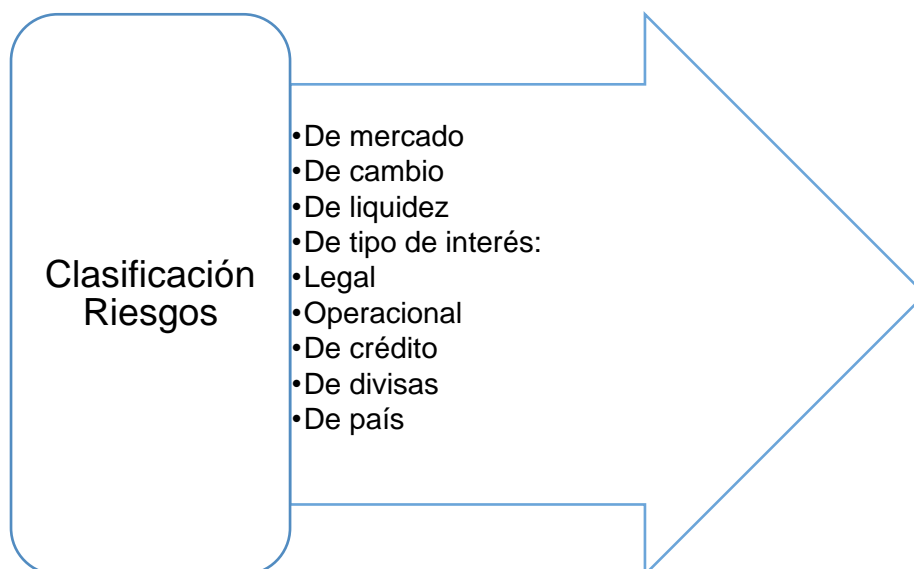 Clasificación
Riesgos
•De mercado
•De cambio
•De liquidez
•De tipo de interés:
•Legal
•Operacional
•De crédito
•De divisas
•De país